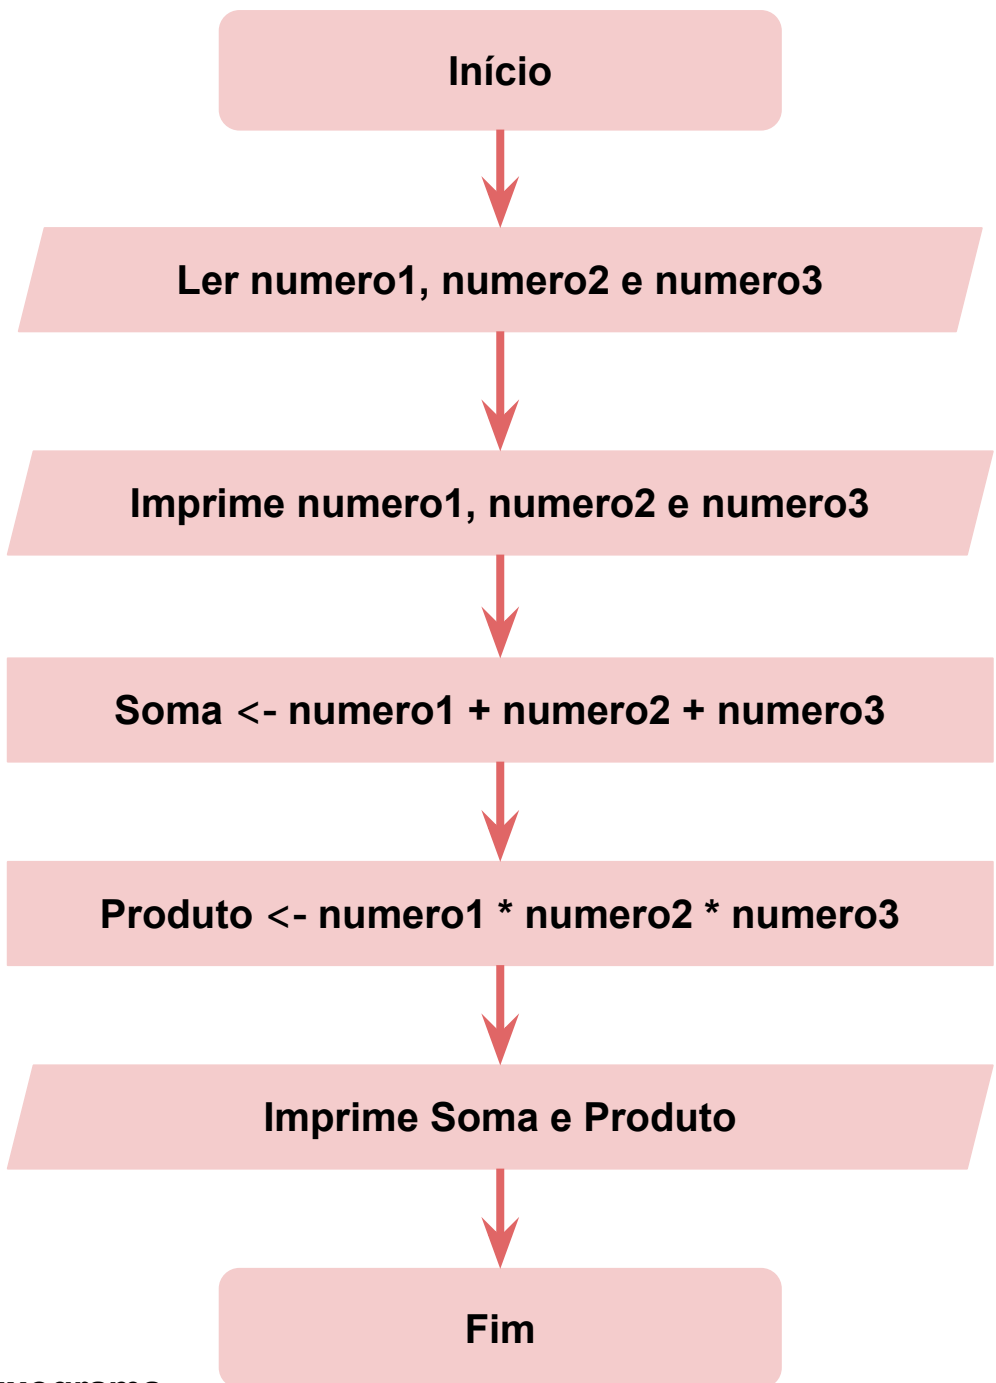 Início
Ler numero1, numero2 e numero3
Imprime numero1, numero2 e numero3
Soma <- numero1 + numero2 + numero3
Produto <- numero1 * numero2 * numero3
Imprime Soma e Produto
Fim